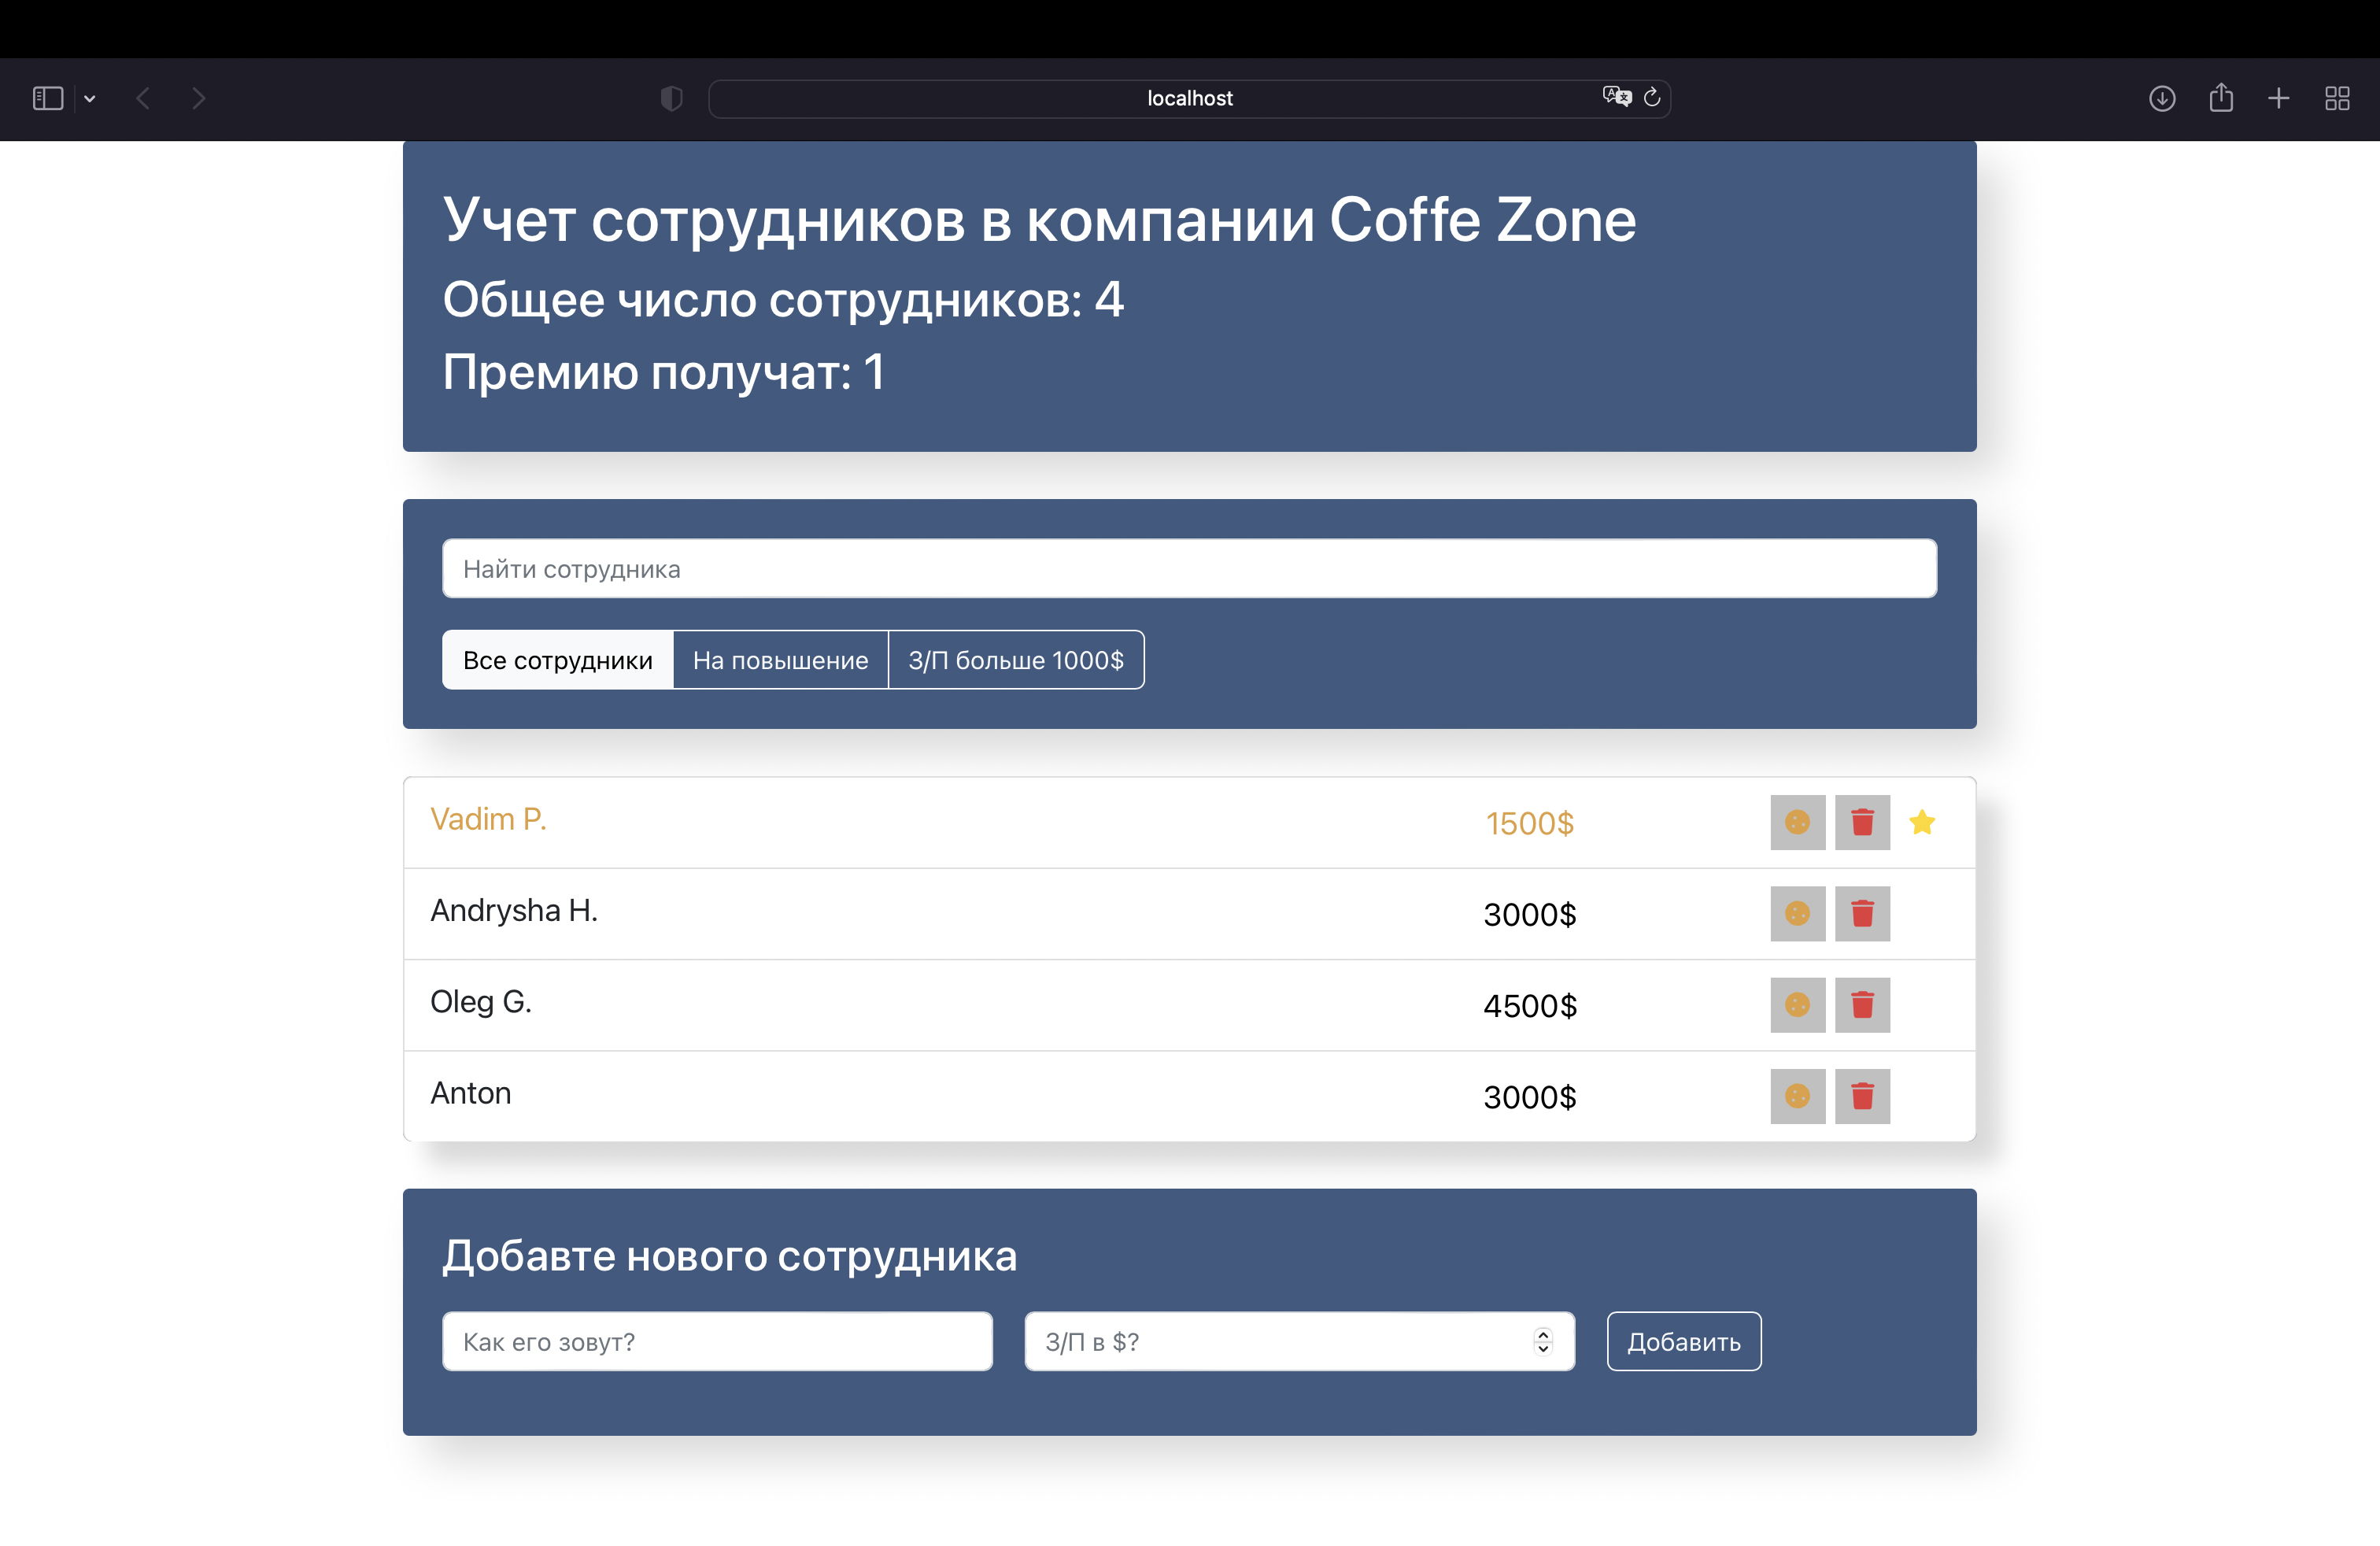 localhost
Учет сотрудников в компании Coffe Zone
Общее число сотрудников: 4
Премию получат: 1
Найти сотрудника
Все сотрудники На повышение З/П больше 1000$
Vadim P. 1500$
Andrysha H. 3000$
Oleg G. 4500$
Anton 3000$
Добавте нового сотрудника
Как его зовут? З/П в $? Добавить